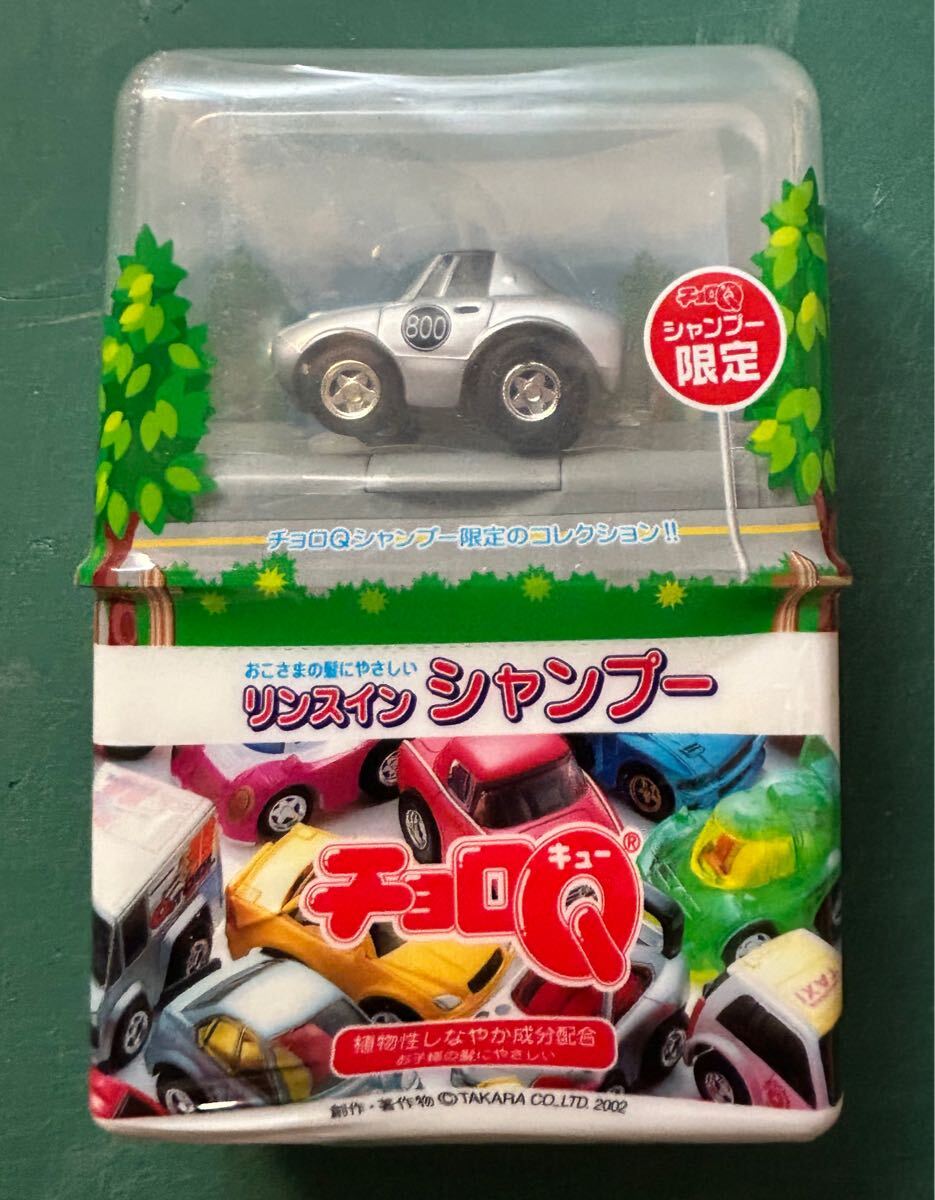 800
チョロQ
シャンプー
限定
チョロQシャンプー限定のコレクション!!
おこさまの髪にやさしい
リンスイン シャンプー
チョロQ®
キュー
TAXI
植物性しなやか成分配合
お子様の髪にやさしい
創作・著作物 ©TAKARA CO.,LTD. 2002